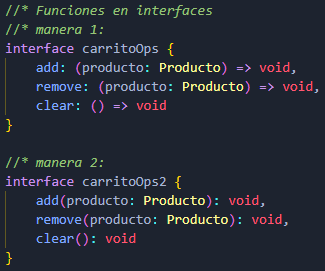 //* Funciones en interfaces
//* manera 1:
interface carritoOps {
    add: (producto: Producto) => void,
    remove: (producto: Producto) => void,
    clear: () => void
}

//* manera 2:
interface carritoOps2 {
    add(producto: Producto): void,
    remove(producto: Producto): void,
    clear(): void
}